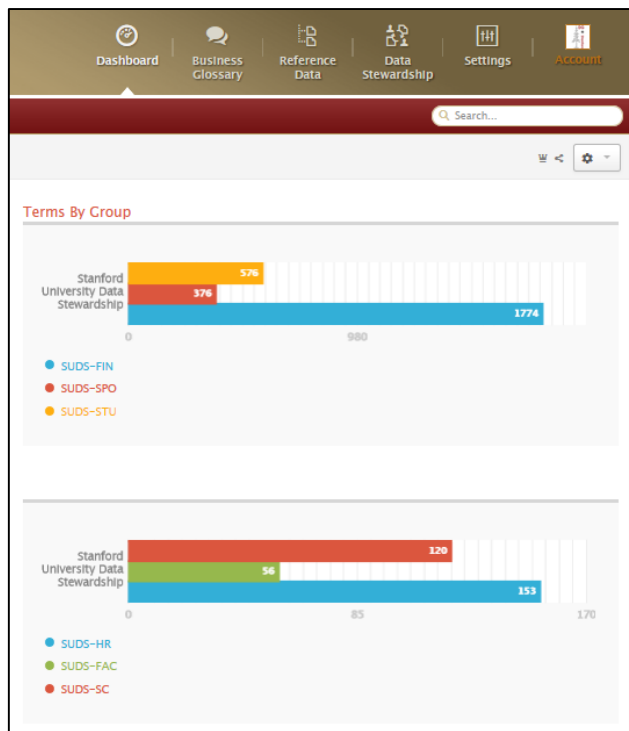 Dashboard
Business
Glossary
Reference
Data
Data
Stewardship
Settings
Account
Search...
Terms By Group
Stanford
University Data
Stewardship
576
376
1774
0
980
SUDS-FIN
SUDS-SPO
SUDS-STU
Stanford
University Data
Stewardship
120
56
153
0
85
170
SUDS-HR
SUDS-FAC
SUDS-SC